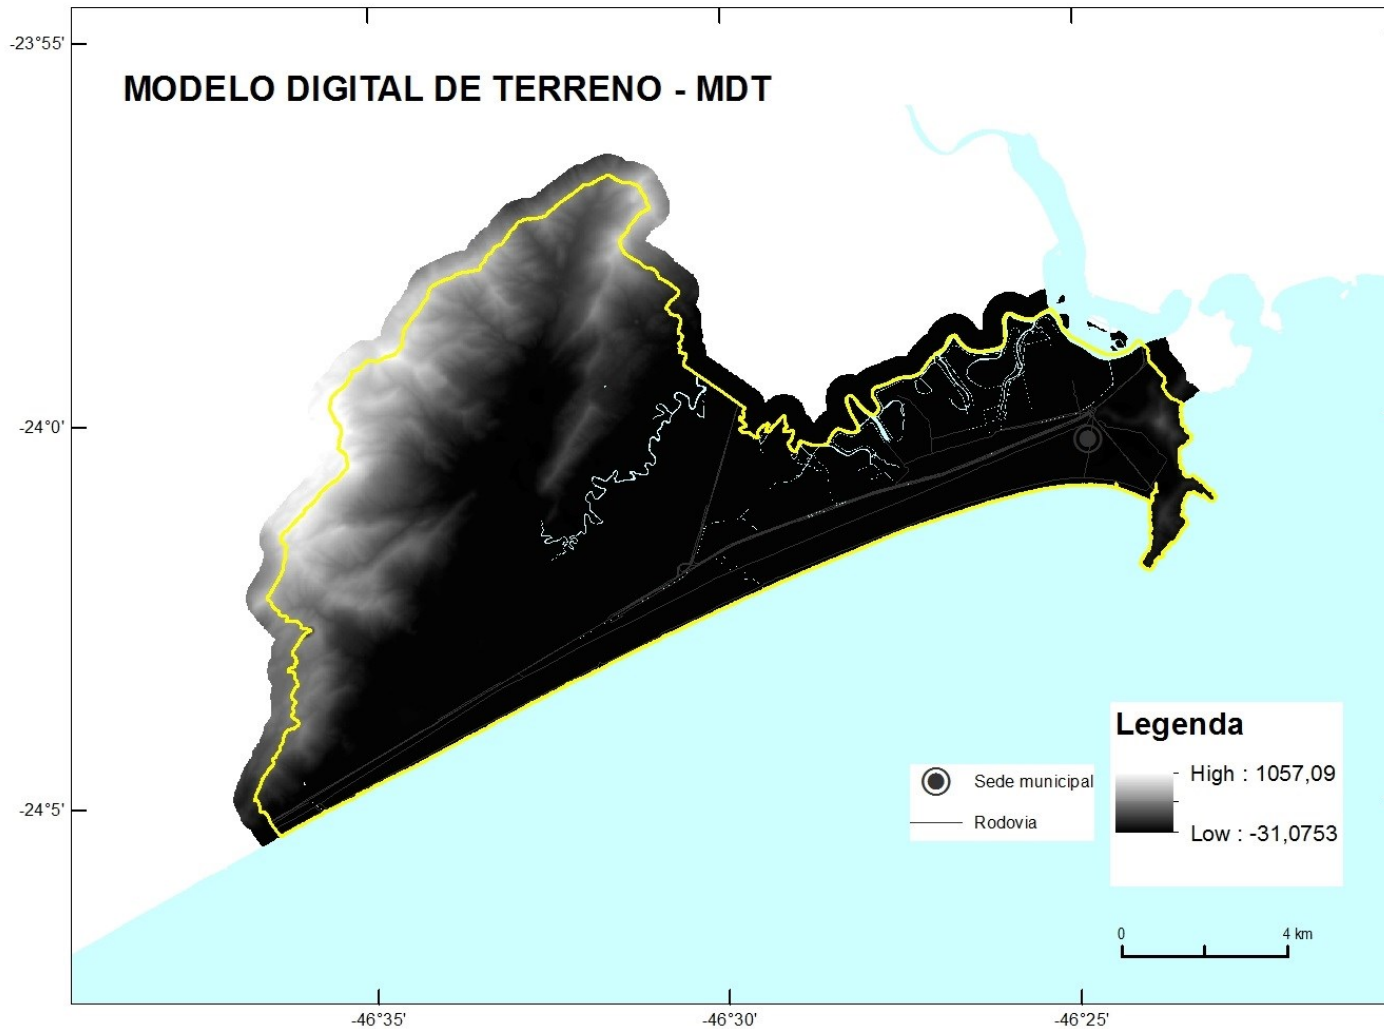 -23°55'
MODELO DIGITAL DE TERRENO - MDT
-24°0'
Legenda
High : 1057,09
Low : -31,0753
Sede municipal
Rodovia
-24°5'
0 4 km
-46°35' -46°30' -46°25'